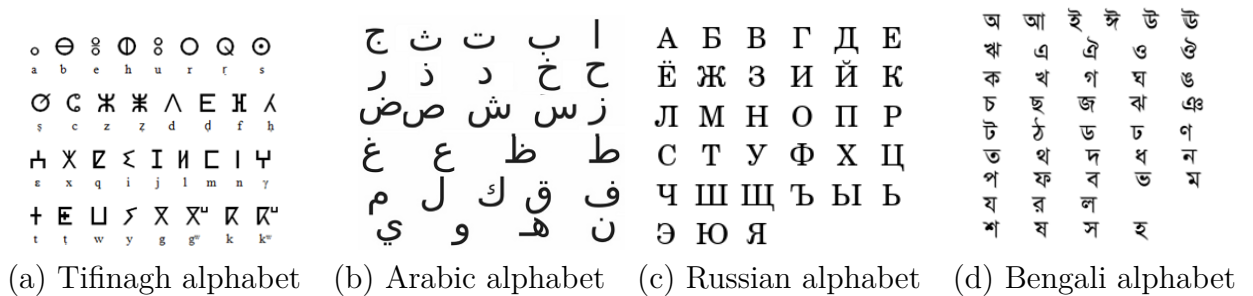 ⴰ ⴱ ⴻ ⵀ ⵓ ⵔ ⵕ ⵙ
a b e h u r ṛ s
ⵚ ⵛ ⵣ ⵥ ⴷ ⴹ ⴼ ⵃ
ṣ c z ẓ d ḍ f ḥ
ⵄ ⵅ ⵇ ⵉ ⵊ ⵍ ⵎ ⵏ ⵖ
ε x q i j l m n γ
ⵜ ⵟ ⵡ ⵢ ⴳ ⴳⵯ ⴽ ⴽⵯ
t ṭ w y g gʷ k kʷ
(a) Tifinagh alphabet
ا ب ت ث ج
ح خ د ذ ر
ز س ش ص ض
ط ظ ع غ
ف ق ك ل م
ن هـ و ي
(b) Arabic alphabet
А Б В Г Д Е
Ё Ж З И Й К
Л М Н О П Р
С Т У Ф Х Ц
Ч Ш Щ Ъ Ы Ь
Э Ю Я
(c) Russian alphabet
অ আ ই ঈ উ ঊ
ঋ এ ঐ ও ঔ
ক খ গ ঘ ঙ
চ ছ জ ঝ ঞ
ট ঠ ড ঢ ণ
ত থ দ ধ ন
প ফ ব ভ ম
য র ল
শ ষ স হ
(d) Bengali alphabet